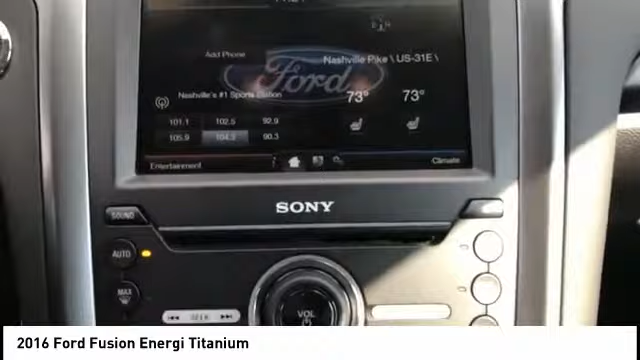 Add Phone
Nashville Pike \ US-31E \
Ford
Nashville's #1 Sports Station
73° 73°
101.1 102.5 92.9
105.9 104.5 90.3
Entertainment
Climate
SONY
SOUND
AUTO
MAX
VOL
2016 Ford Fusion Energi Titanium